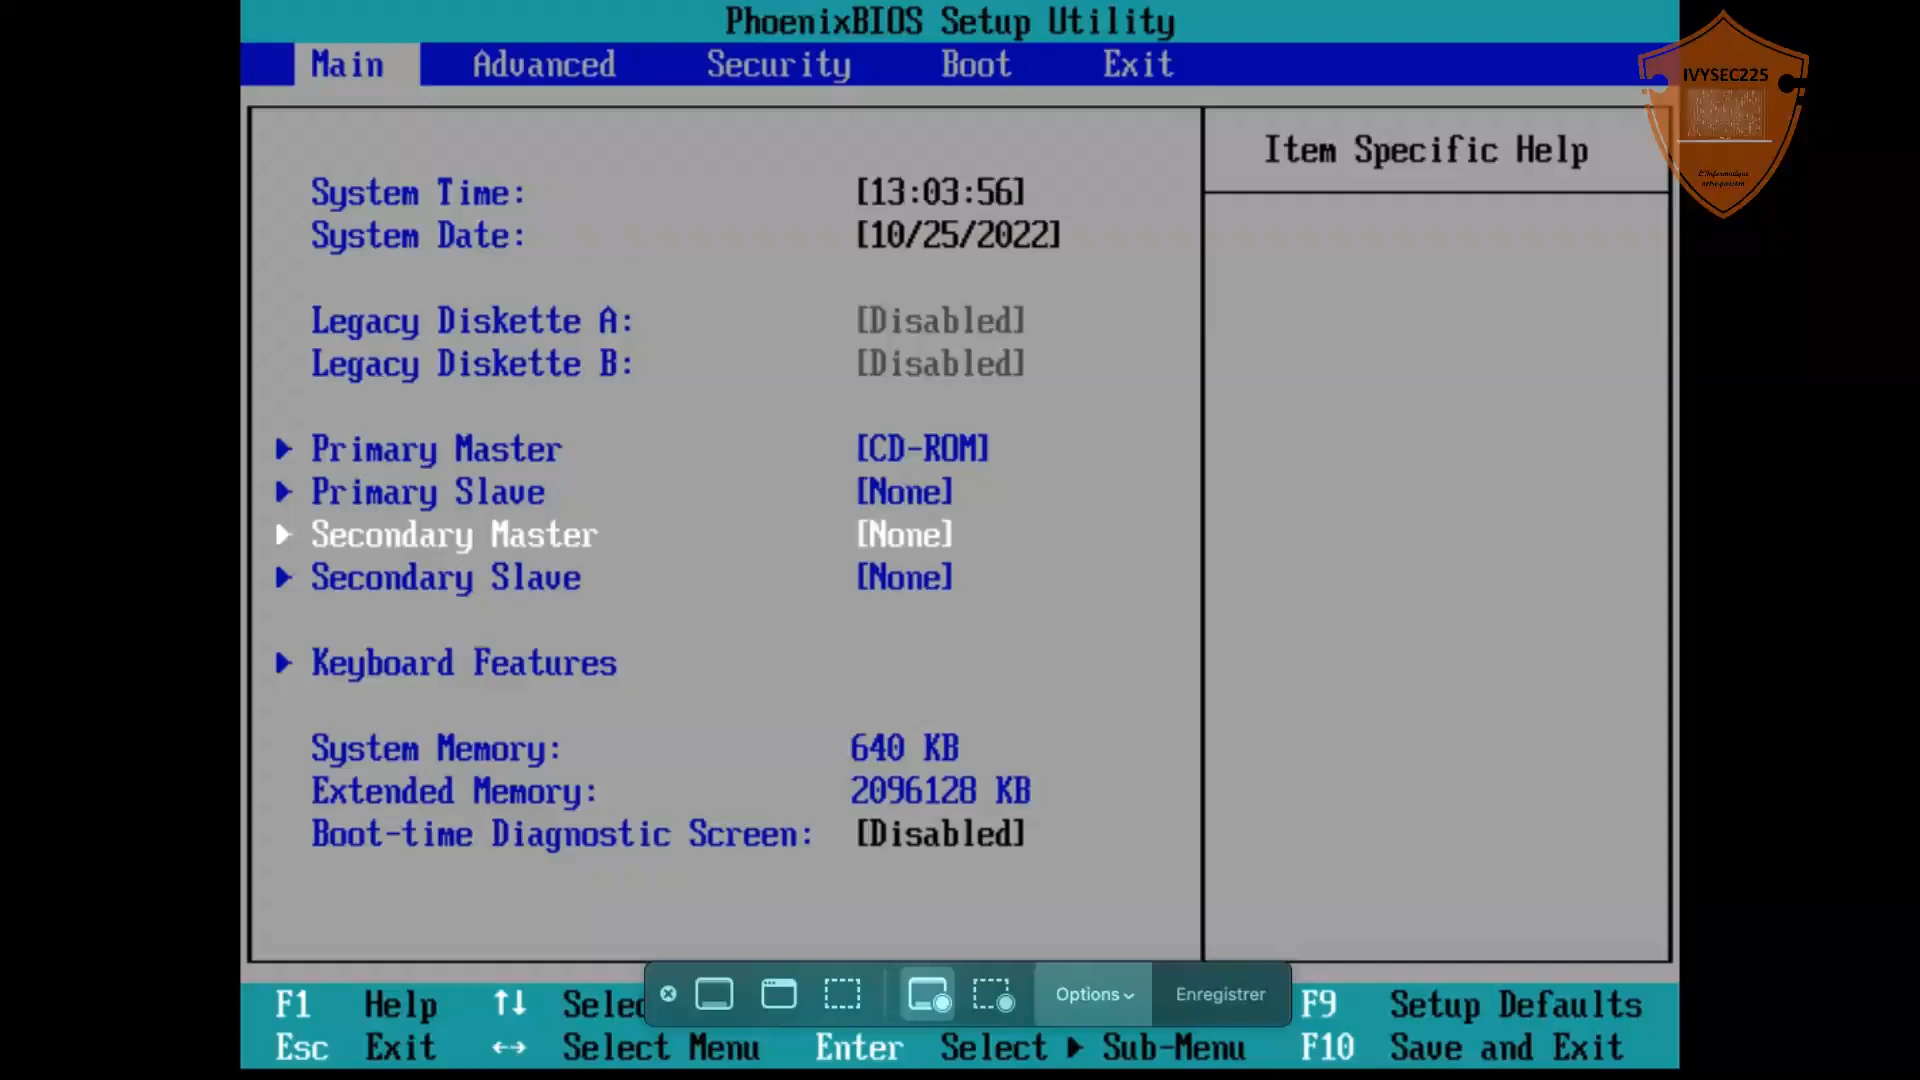 PhoenixBIOS Setup Utility
Main Advanced Security Boot Exit
IVYSEC225
L'Informatique
notre passion
Item Specific Help
System Time: [13:03:56]
System Date: [10/25/2022]
Legacy Diskette A: [Disabled]
Legacy Diskette B: [Disabled]
Primary Master [CD-ROM]
Primary Slave [None]
Secondary Master [None]
Secondary Slave [None]
Keyboard Features
System Memory: 640 KB
Extended Memory: 2096128 KB
Boot-time Diagnostic Screen: [Disabled]
Options Enregistrer
F1 Help ↑↓ Selec F9 Setup Defaults
Esc Exit ↔ Select Menu Enter Select ▶ Sub-Menu F10 Save and Exit